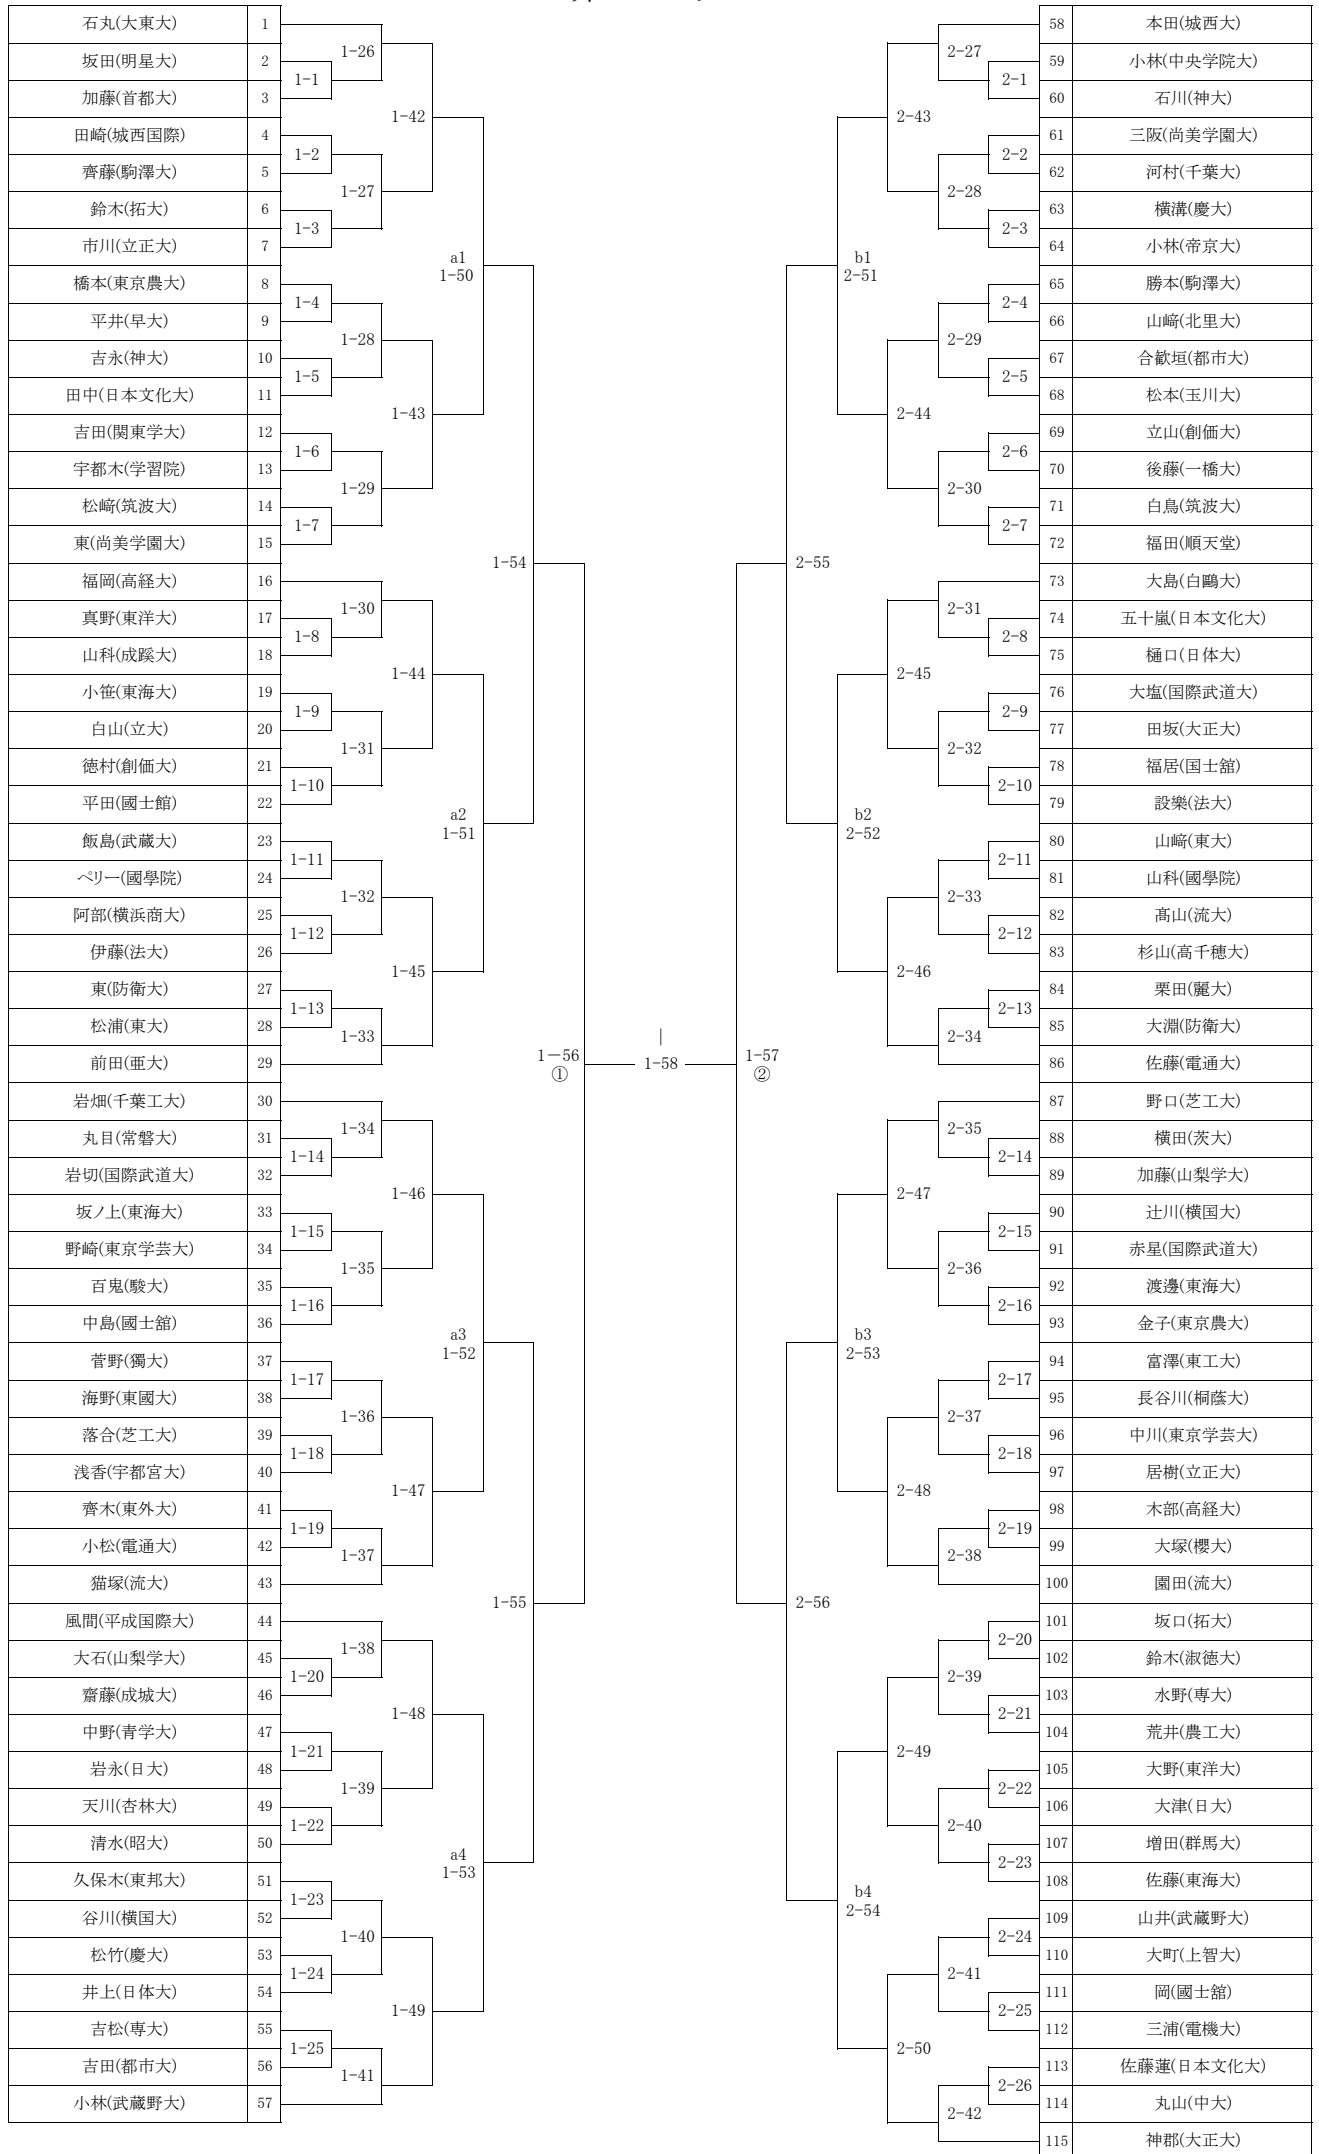 石丸(大東大) 1
坂田(明星大) 2
加藤(首都大) 3
田崎(城西国際) 4
齊藤(駒澤大) 5
鈴木(拓大) 6
市川(立正大) 7
橋本(東京農大) 8
平井(早大) 9
吉永(神大) 10
田中(日本文化大) 11
吉田(関東学大) 12
宇都木(学習院) 13
松﨑(筑波大) 14
東(尚美学園大) 15
福岡(高経大) 16
真野(東洋大) 17
山科(成蹊大) 18
小笹(東海大) 19
白山(立大) 20
徳村(創価大) 21
平田(國士館) 22
飯島(武蔵大) 23
ペリー(國學院) 24
阿部(横浜商大) 25
伊藤(法大) 26
東(防衛大) 27
松浦(東大) 28
前田(亜大) 29
岩畑(千葉工大) 30
丸目(常磐大) 31
岩切(国際武道大) 32
坂ノ上(東海大) 33
野崎(東京学芸大) 34
百鬼(駿大) 35
中島(國士舘) 36
菅野(獨大) 37
海野(東國大) 38
落合(芝工大) 39
浅香(宇都宮大) 40
齊木(東外大) 41
小松(電通大) 42
猫塚(流大) 43
風間(平成国際大) 44
大石(山梨学大) 45
齋藤(成城大) 46
中野(青学大) 47
岩永(日大) 48
天川(杏林大) 49
清水(昭大) 50
久保木(東邦大) 51
谷川(横国大) 52
松竹(慶大) 53
井上(日体大) 54
吉松(専大) 55
吉田(都市大) 56
小林(武蔵野大) 57
1-1
1-2
1-3
1-4
1-5
1-6
1-7
1-8
1-9
1-10
1-11
1-12
1-13
1-14
1-15
1-16
1-17
1-18
1-19
1-20
1-21
1-22
1-23
1-24
1-25
1-26
1-27
1-28
1-29
1-30
1-31
1-32
1-33
1-34
1-35
1-36
1-37
1-38
1-39
1-40
1-41
1-42
1-43
1-44
1-45
1-46
1-47
1-48
1-49
a1
1-50
a2
1-51
a3
1-52
a4
1-53
1-54
1-55
1－56
①
｜
1-58
1-57
②
2-55
2-56
b1
2-51
b2
2-52
b3
2-53
b4
2-54
2-43
2-44
2-45
2-46
2-47
2-48
2-49
2-50
2-27
2-28
2-29
2-30
2-31
2-32
2-33
2-34
2-35
2-36
2-37
2-38
2-39
2-40
2-41
2-42
2-1
2-2
2-3
2-4
2-5
2-6
2-7
2-8
2-9
2-10
2-11
2-12
2-13
2-14
2-15
2-16
2-17
2-18
2-19
2-20
2-21
2-22
2-23
2-24
2-25
2-26
58 本田(城西大)
59 小林(中央学院大)
60 石川(神大)
61 三阪(尚美学園大)
62 河村(千葉大)
63 横溝(慶大)
64 小林(帝京大)
65 勝本(駒澤大)
66 山﨑(北里大)
67 合歓垣(都市大)
68 松本(玉川大)
69 立山(創価大)
70 後藤(一橋大)
71 白鳥(筑波大)
72 福田(順天堂)
73 大島(白鷗大)
74 五十嵐(日本文化大)
75 樋口(日体大)
76 大塩(国際武道大)
77 田坂(大正大)
78 福居(国士舘)
79 設樂(法大)
80 山﨑(東大)
81 山科(國學院)
82 髙山(流大)
83 杉山(高千穂大)
84 栗田(麗大)
85 大淵(防衛大)
86 佐藤(電通大)
87 野口(芝工大)
88 横田(茨大)
89 加藤(山梨学大)
90 辻川(横国大)
91 赤星(国際武道大)
92 渡邊(東海大)
93 金子(東京農大)
94 富澤(東工大)
95 長谷川(桐蔭大)
96 中川(東京学芸大)
97 居樹(立正大)
98 木部(高経大)
99 大塚(櫻大)
100 園田(流大)
101 坂口(拓大)
102 鈴木(淑徳大)
103 水野(専大)
104 荒井(農工大)
105 大野(東洋大)
106 大津(日大)
107 増田(群馬大)
108 佐藤(東海大)
109 山井(武蔵野大)
110 大町(上智大)
111 岡(國士舘)
112 三浦(電機大)
113 佐藤蓮(日本文化大)
114 丸山(中大)
115 神郡(大正大)